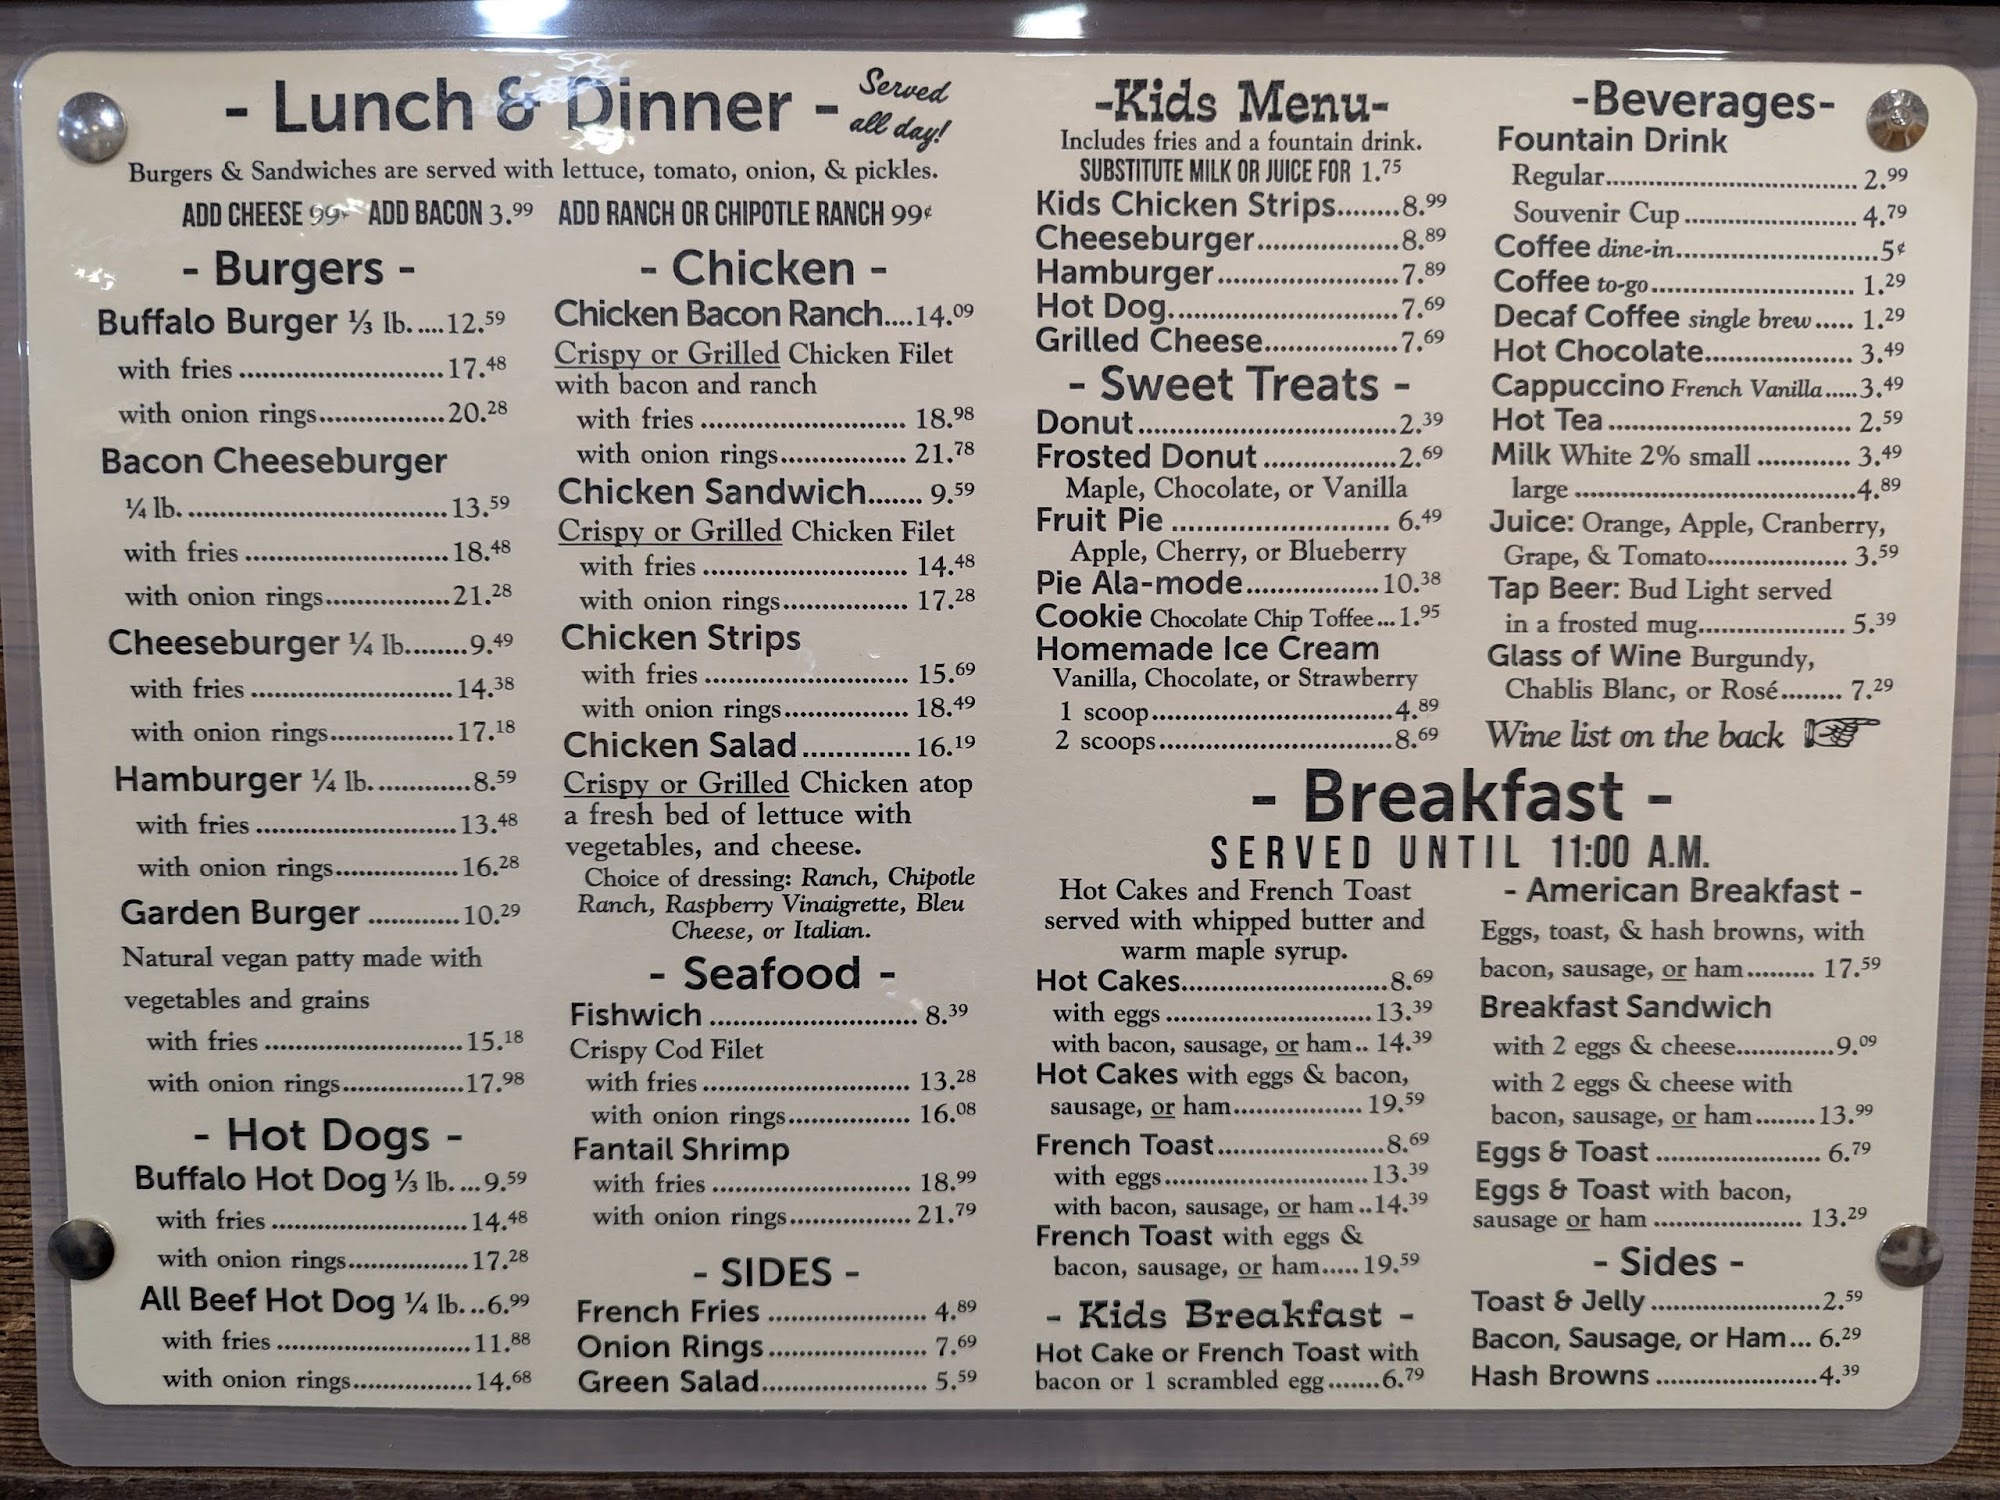 - Lunch & Dinner - Served all day!
Burgers & Sandwiches are served with lettuce, tomato, onion, & pickles.
ADD CHEESE 99¢ ADD BACON 3.99 ADD RANCH OR CHIPOTLE RANCH 99¢
- Burgers -
Buffalo Burger ⅓ lb.....12.59
with fries..........................17.48
with onion rings................20.28
Bacon Cheeseburger
¼ lb.................................13.59
with fries..........................18.48
with onion rings................21.28
Cheeseburger ¼ lb........9.49
with fries..........................14.38
with onion rings................17.18
Hamburger ¼ lb.............8.59
with fries..........................13.48
with onion rings................16.28
Garden Burger............10.29
Natural vegan patty made with
vegetables and grains
with fries..........................15.18
with onion rings................17.98
- Hot Dogs -
Buffalo Hot Dog ⅓ lb....9.59
with fries..........................14.48
with onion rings................17.28
All Beef Hot Dog ¼ lb...6.99
with fries..........................11.88
with onion rings................14.68
- Chicken -
Chicken Bacon Ranch....14.09
Crispy or Grilled Chicken Filet
with bacon and ranch
with fries..........................18.98
with onion rings................21.78
Chicken Sandwich.......9.59
Crispy or Grilled Chicken Filet
with fries..........................14.48
with onion rings................17.28
Chicken Strips
with fries..........................15.69
with onion rings................18.49
Chicken Salad.............16.19
Crispy or Grilled Chicken atop
a fresh bed of lettuce with
vegetables, and cheese.
Choice of dressing: Ranch, Chipotle
Ranch, Raspberry Vinaigrette, Bleu
Cheese, or Italian.
- Seafood -
Fishwich...........................8.39
Crispy Cod Filet
with fries..........................13.28
with onion rings................16.08
Fantail Shrimp
with fries..........................18.99
with onion rings................21.79
- SIDES -
French Fries....................4.89
Onion Rings....................7.69
Green Salad....................5.59
-Kids Menu-
Includes fries and a fountain drink.
SUBSTITUTE MILK OR JUICE FOR 1.75
Kids Chicken Strips........8.99
Cheeseburger..................8.89
Hamburger.......................7.89
Hot Dog............................7.69
Grilled Cheese.................7.69
- Sweet Treats -
Donut................................2.39
Frosted Donut.................2.69
Maple, Chocolate, or Vanilla
Fruit Pie...........................6.49
Apple, Cherry, or Blueberry
Pie Ala-mode.................10.38
Cookie Chocolate Chip Toffee...1.95
Homemade Ice Cream
Vanilla, Chocolate, or Strawberry
1 scoop...............................4.89
2 scoops.............................8.69
-Beverages-
Fountain Drink
Regular................................2.99
Souvenir Cup......................4.79
Coffee dine-in..........................5¢
Coffee to-go..........................1.29
Decaf Coffee single brew.....1.29
Hot Chocolate...................3.49
Cappuccino French Vanilla.....3.49
Hot Tea...............................2.59
Milk White 2% small............3.49
large....................................4.89
Juice: Orange, Apple, Cranberry,
Grape, & Tomato..................3.59
Tap Beer: Bud Light served
in a frosted mug...................5.39
Glass of Wine Burgundy,
Chablis Blanc, or Rosé........7.29
Wine list on the back
- Breakfast -
SERVED UNTIL 11:00 A.M.
Hot Cakes and French Toast
served with whipped butter and
warm maple syrup.
Hot Cakes..........................8.69
with eggs..........................13.39
with bacon, sausage, or ham..14.39
Hot Cakes with eggs & bacon,
sausage, or ham.................19.59
French Toast.....................8.69
with eggs..........................13.39
with bacon, sausage, or ham..14.39
French Toast with eggs &
bacon, sausage, or ham.....19.59
- Kids Breakfast -
Hot Cake or French Toast with
bacon or 1 scrambled egg.......6.79
- American Breakfast -
Eggs, toast, & hash browns, with
bacon, sausage, or ham.........17.59
Breakfast Sandwich
with 2 eggs & cheese.............9.09
with 2 eggs & cheese with
bacon, sausage, or ham........13.99
Eggs & Toast.....................6.79
Eggs & Toast with bacon,
sausage or ham...................13.29
- Sides -
Toast & Jelly......................2.59
Bacon, Sausage, or Ham...6.29
Hash Browns.....................4.39